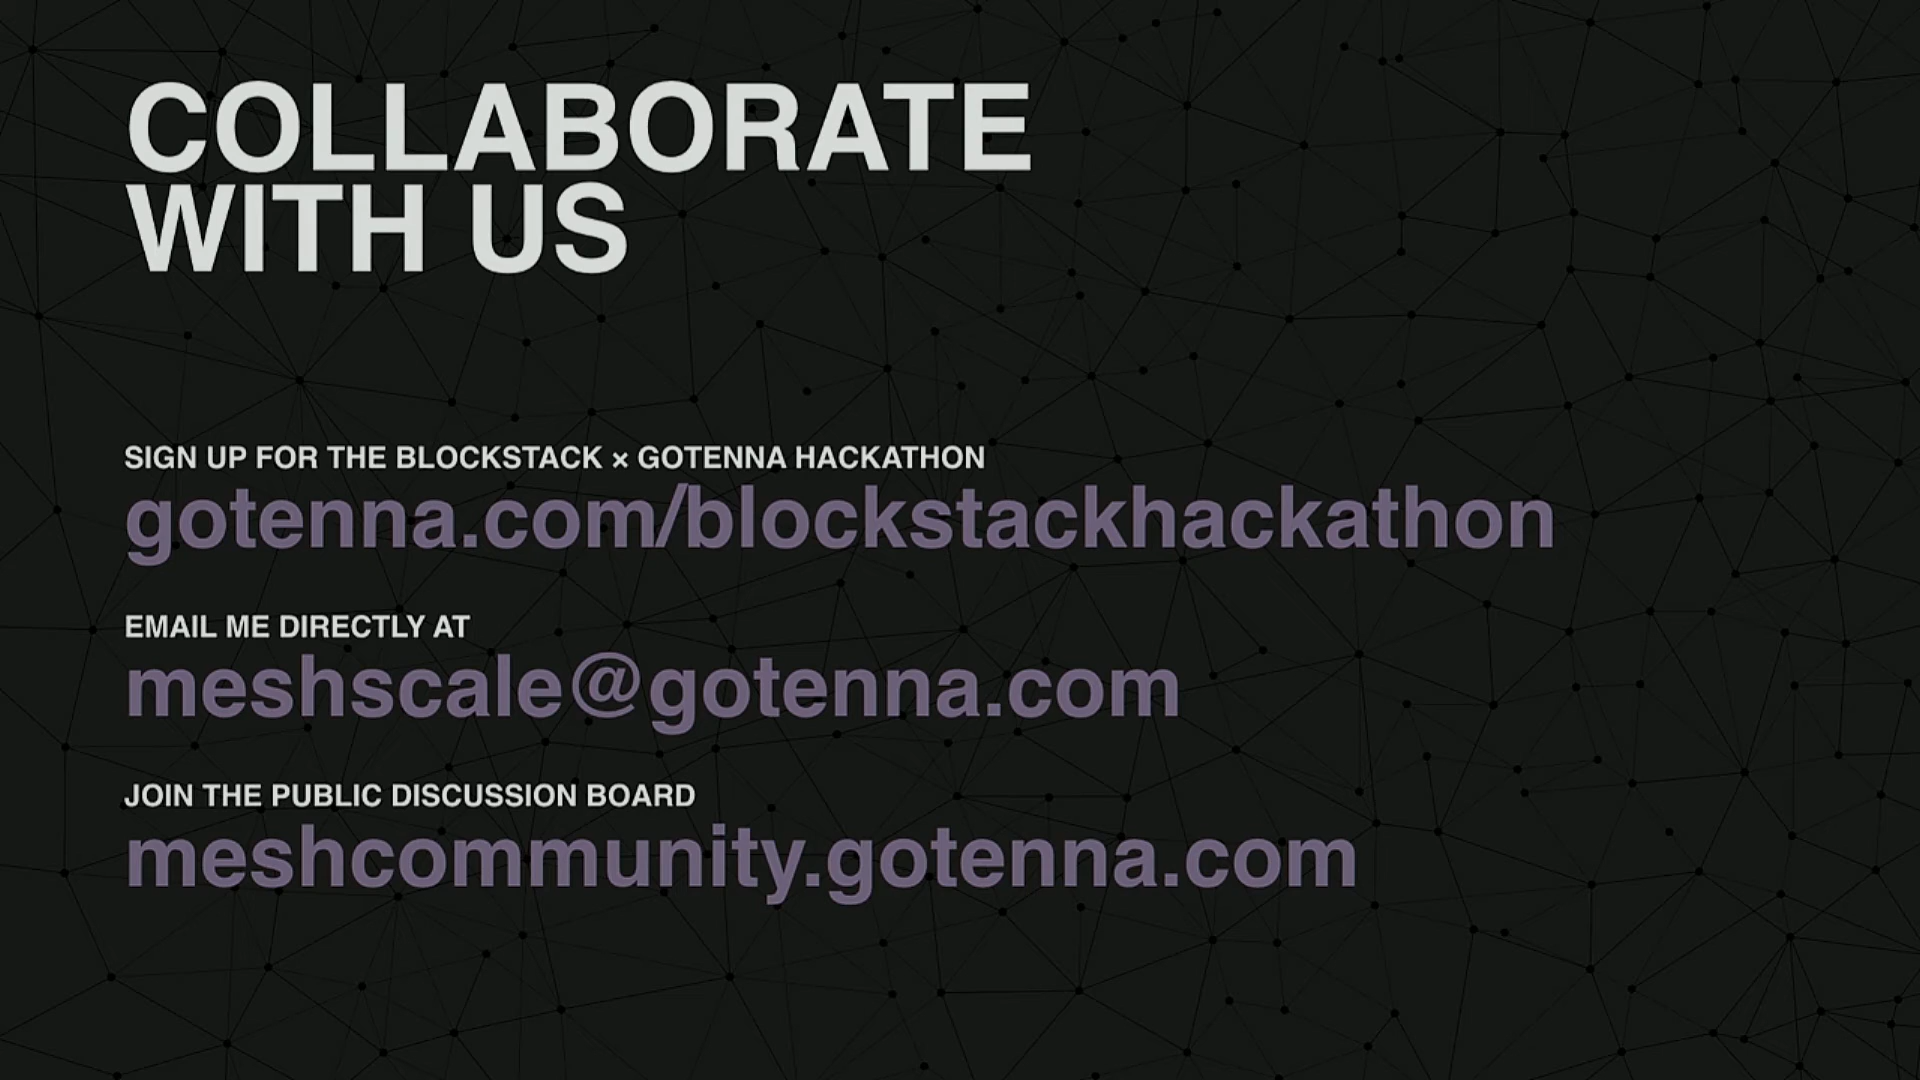 COLLABORATE
WITH US
SIGN UP FOR THE BLOCKSTACK × GOTENNA HACKATHON
gotenna.com/blockstackhackathon
EMAIL ME DIRECTLY AT
meshscale@gotenna.com
JOIN THE PUBLIC DISCUSSION BOARD
meshcommunity.gotenna.com